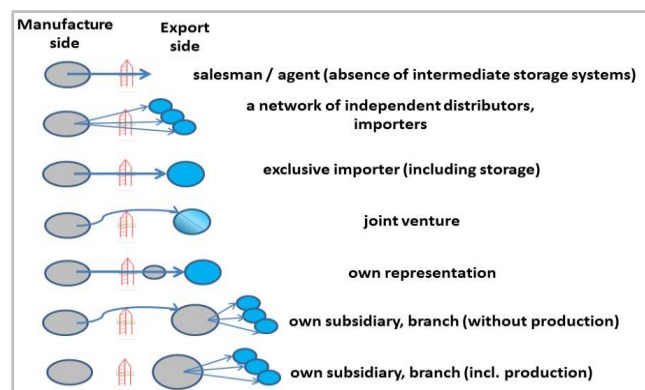 Manufacture Export
side side
salesman / agent (absence of intermediate storage systems)
a network of independent distributors,
importers
exclusive importer (including storage)
joint venture
own representation
own subsidiary, branch (without production)
own subsidiary, branch (incl. production)